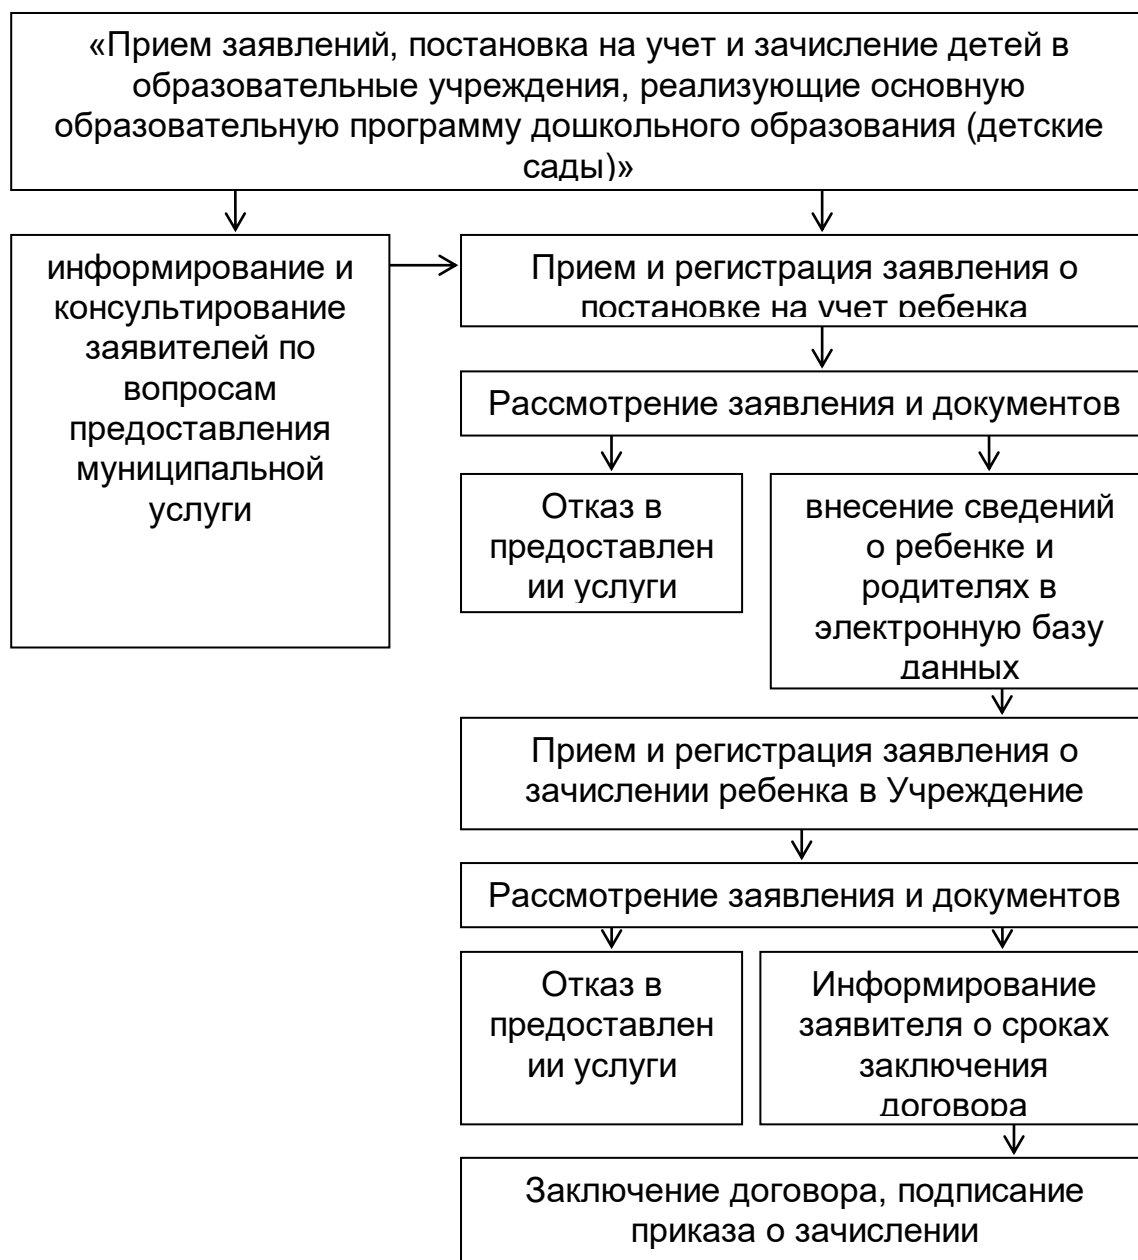 «Прием заявлений, постановка на учет и зачисление детей в
образовательные учреждения, реализующие основную
образовательную программу дошкольного образования (детские
сады)»
информирование и
консультирование
заявителей по
вопросам
предоставления
муниципальной
услуги
Прием и регистрация заявления о
постановке на учет ребенка
Рассмотрение заявления и документов
Отказ в
предоставлен
ии услуги
внесение сведений
о ребенке и
родителях в
электронную базу
данных
Прием и регистрация заявления о
зачислении ребенка в Учреждение
Рассмотрение заявления и документов
Отказ в
предоставлен
ии услуги
Информирование
заявителя о сроках
заключения
договора
Заключение договора, подписание
приказа о зачислении